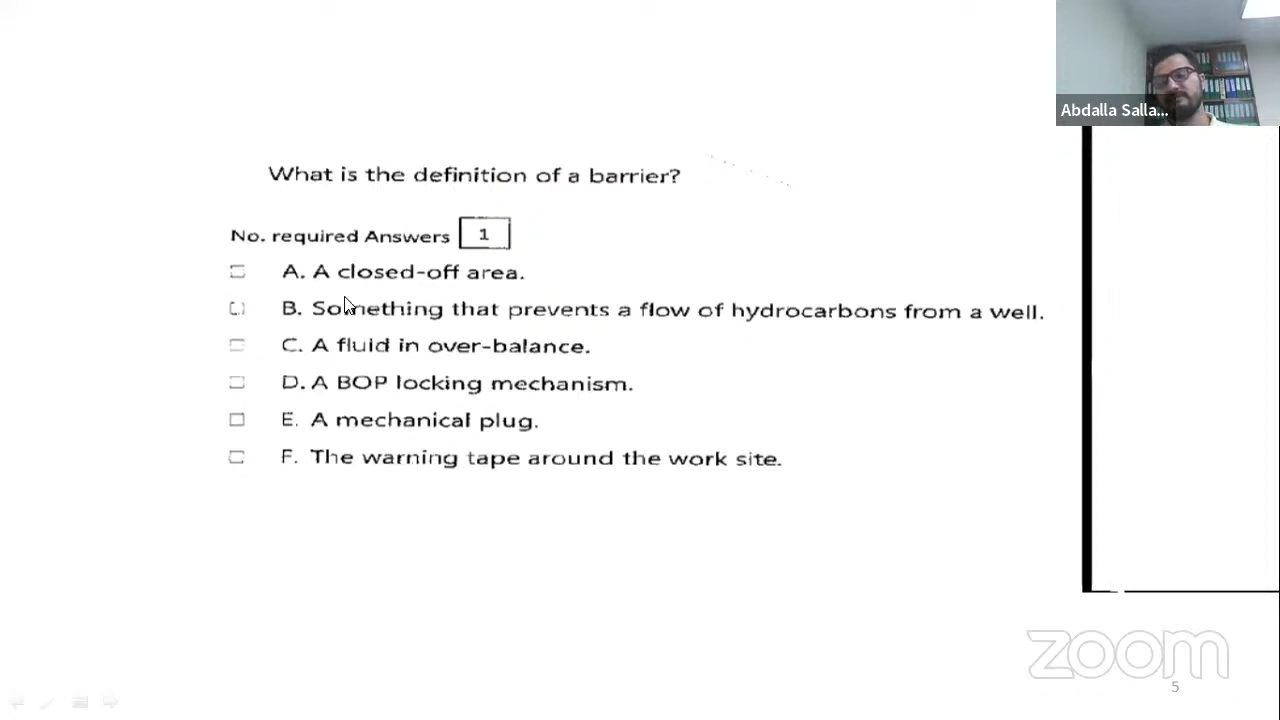 Abdalla Salla...
What is the definition of a barrier?
No. required Answers 1
A. A closed-off area.
B. Something that prevents a flow of hydrocarbons from a well.
C. A fluid in over-balance.
D. A BOP locking mechanism.
E. A mechanical plug.
F. The warning tape around the work site.
zoom
5